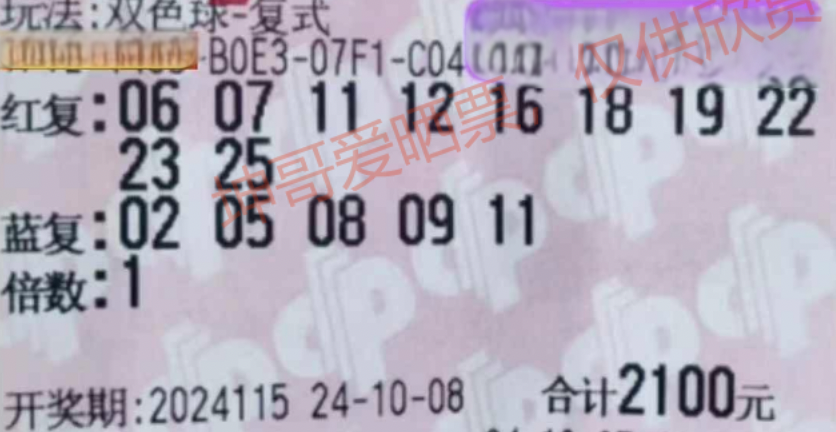 玩法:双色球-复式
-B0E3-07F1-C04
红复:06 07 11 12 16 18 19 22
23 25
蓝复:02 05 08 09 11
倍数:1
开奖期:2024115 24-10-08 合计2100元
坤哥爱晒票,仅供欣赏